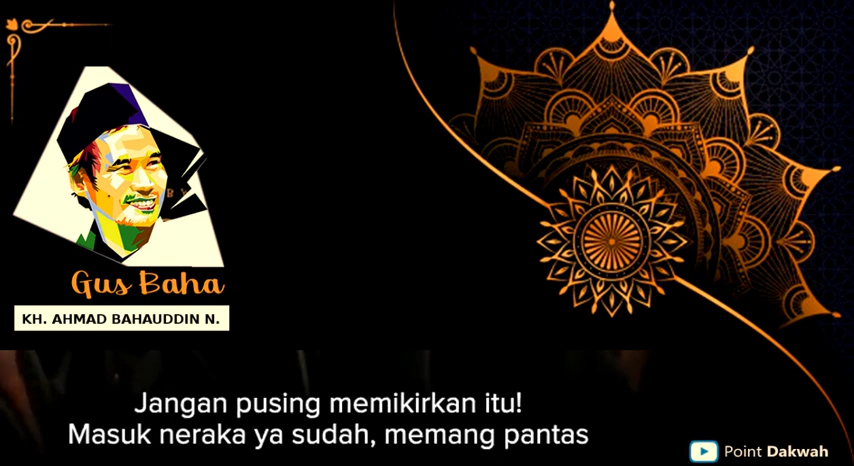 Gus Baha
KH. AHMAD BAHAUDDIN N.
Jangan pusing memikirkan itu!
Masuk neraka ya sudah, memang pantas
Point Dakwah